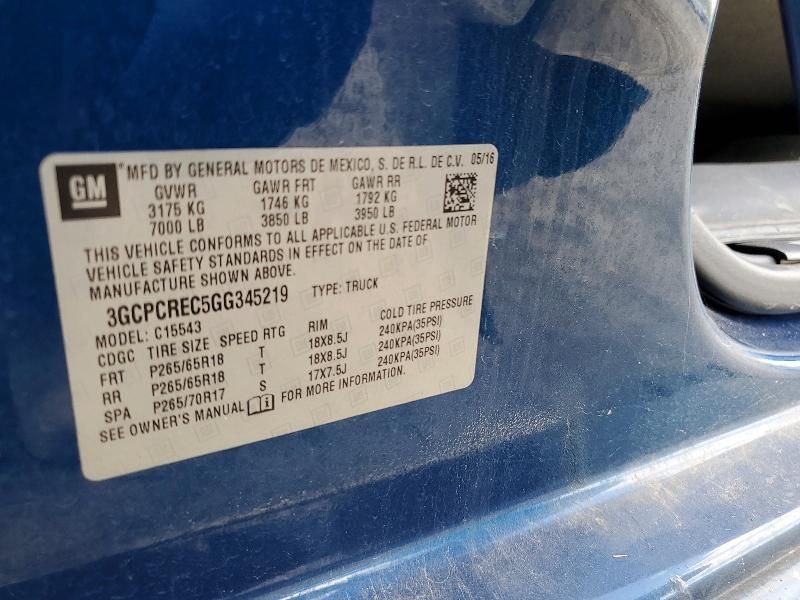 GM
*MFD BY GENERAL MOTORS DE MEXICO, S. DE R.L. DE C.V. 05/16
GVWR GAWR FRT GAWR RR
3175 KG 1746 KG 1792 KG
7000 LB 3850 LB 3950 LB
THIS VEHICLE CONFORMS TO ALL APPLICABLE U.S. FEDERAL MOTOR
VEHICLE SAFETY STANDARDS IN EFFECT ON THE DATE OF
MANUFACTURE SHOWN ABOVE.
3GCPCREC5GG345219 TYPE: TRUCK
MODEL: C15543
CDGC TIRE SIZE SPEED RTG RIM COLD TIRE PRESSURE
FRT P265/65R18 T 18X8.5J 240KPA(35PSI)
RR P265/65R18 T 18X8.5J 240KPA(35PSI)
SPA P265/70R17 S 17X7.5J 240KPA(35PSI)
SEE OWNER'S MANUAL FOR MORE INFORMATION.